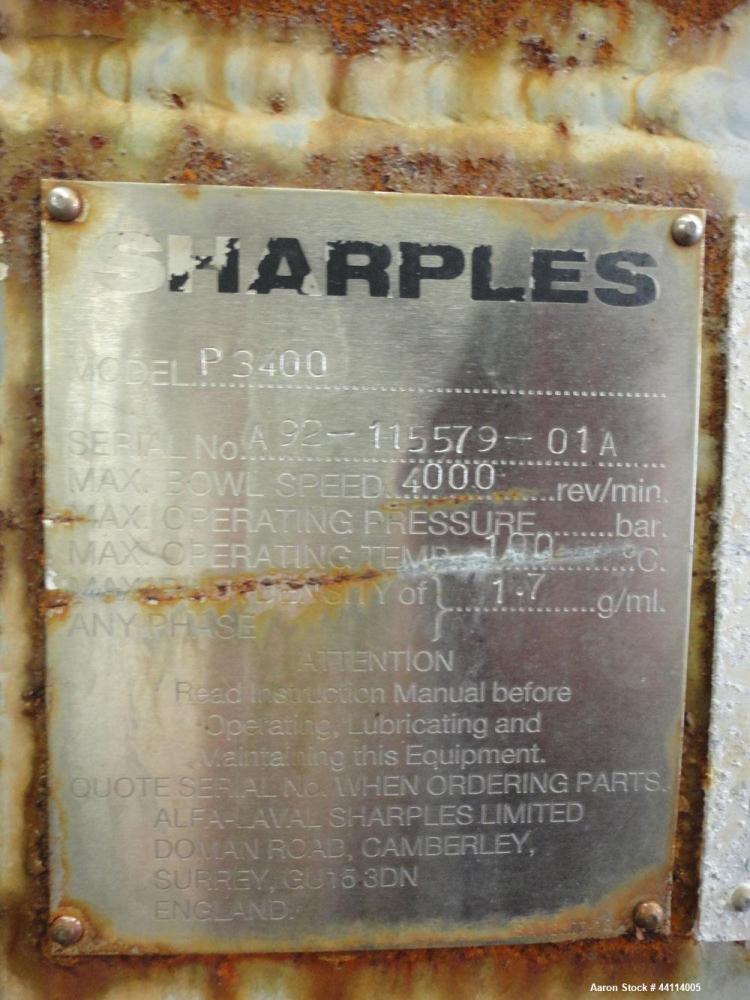 SHARPLES
MODEL P3400
SERIAL No. A 92-115579-01A
MAX. BOWL SPEED 4000 rev/min.
MAX. OPERATING PRESSURE bar.
MAX. OPERATING TEMP. 100 °C.
MAX. DENSITY of } 1.7 g/ml.
ANY PHASE
ATTENTION
Read Instruction Manual before
Operating, Lubricating and
Maintaining this Equipment.
QUOTE SERIAL No. WHEN ORDERING PARTS.
ALFA-LAVAL SHARPLES LIMITED
DOMAN ROAD, CAMBERLEY,
SURREY, GU15 3DN
ENGLAND.
Aaron Stock # 44114005